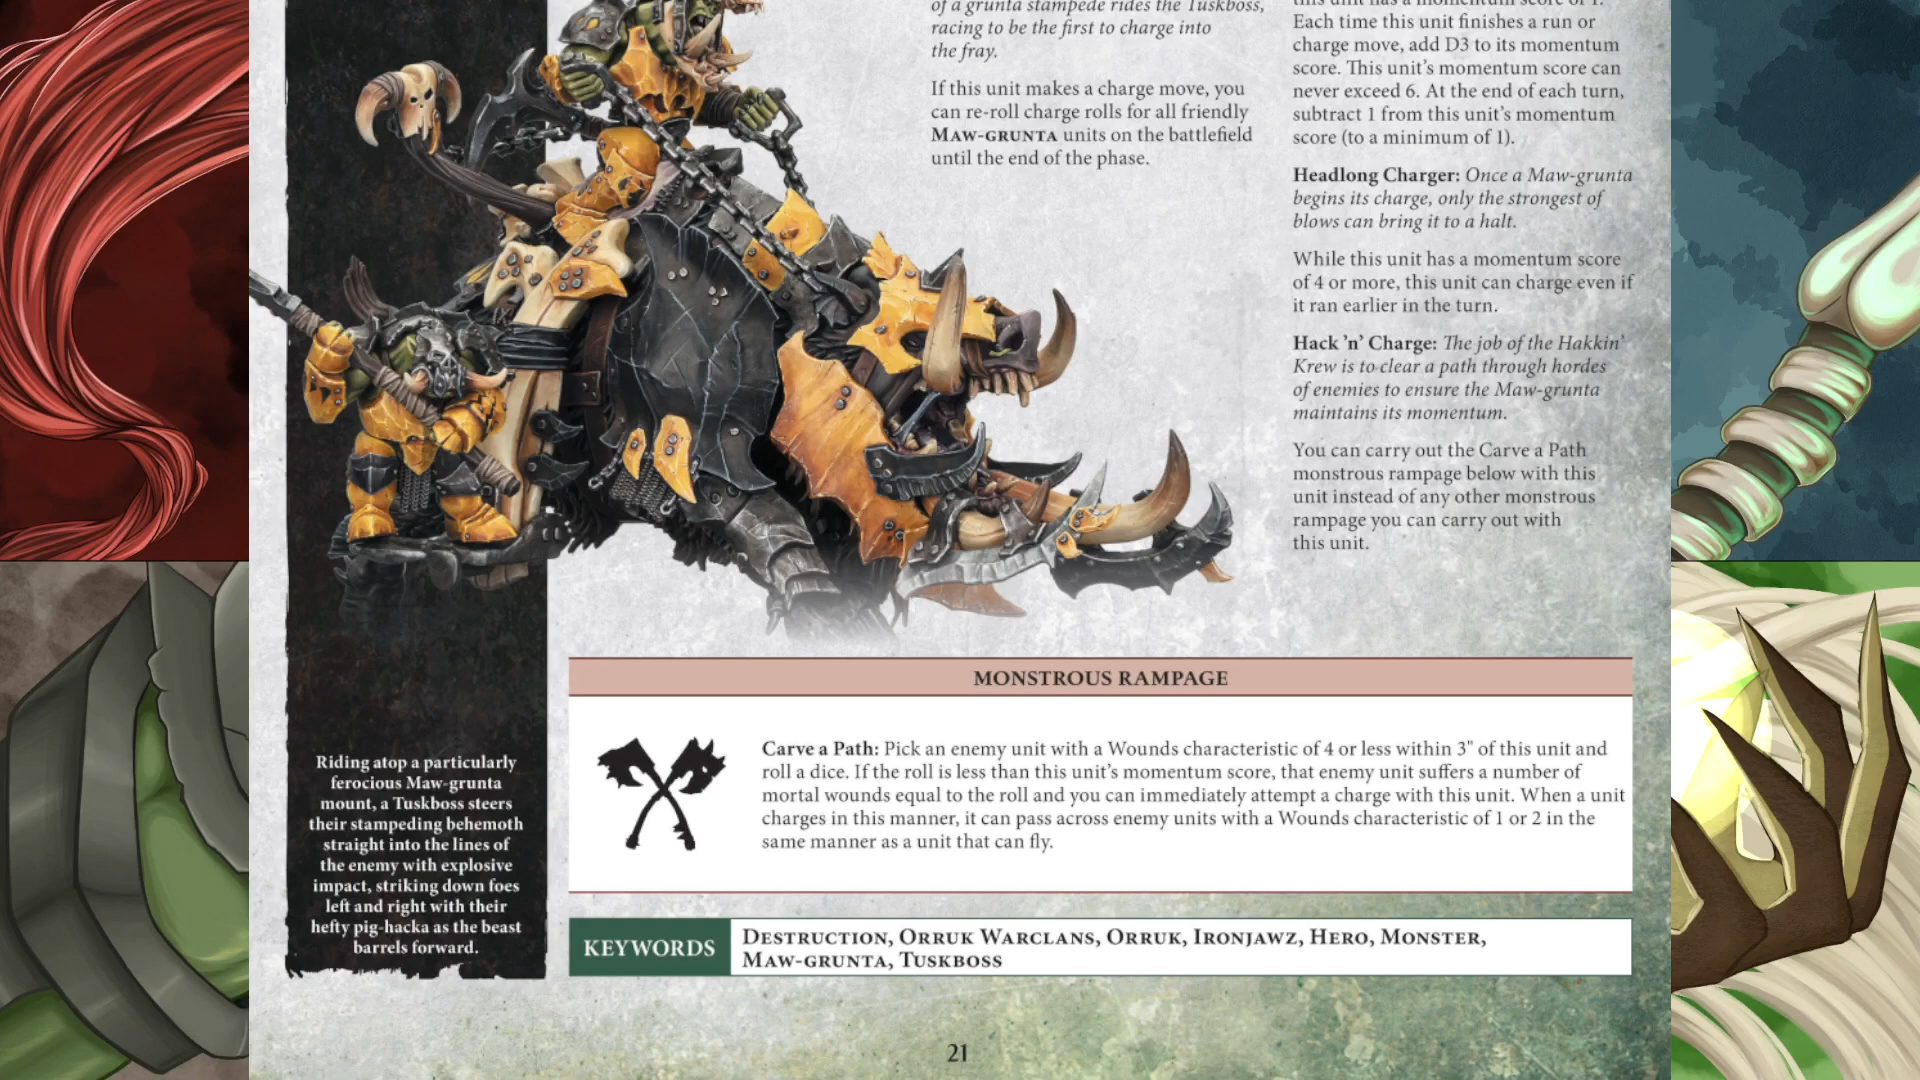 of a grunta stampede rides the Tuskboss,
racing to be the first to charge into
the fray.
If this unit makes a charge move, you
can re-roll charge rolls for all friendly
MAW-GRUNTA units on the battlefield
until the end of the phase.
this unit has a momentum score of 1.
Each time this unit finishes a run or
charge move, add D3 to its momentum
score. This unit's momentum score can
never exceed 6. At the end of each turn,
subtract 1 from this unit's momentum
score (to a minimum of 1).
Headlong Charger: Once a Maw-grunta
begins its charge, only the strongest of
blows can bring it to a halt.
While this unit has a momentum score
of 4 or more, this unit can charge even if
it ran earlier in the turn.
Hack 'n' Charge: The job of the Hakkin'
Krew is to clear a path through hordes
of enemies to ensure the Maw-grunta
maintains its momentum.
You can carry out the Carve a Path
monstrous rampage below with this
unit instead of any other monstrous
rampage you can carry out with
this unit.
MONSTROUS RAMPAGE
Carve a Path: Pick an enemy unit with a Wounds characteristic of 4 or less within 3" of this unit and
roll a dice. If the roll is less than this unit's momentum score, that enemy unit suffers a number of
mortal wounds equal to the roll and you can immediately attempt a charge with this unit. When a unit
charges in this manner, it can pass across enemy units with a Wounds characteristic of 1 or 2 in the
same manner as a unit that can fly.
Riding atop a particularly
ferocious Maw-grunta
mount, a Tuskboss steers
their stampeding behemoth
straight into the lines of
the enemy with explosive
impact, striking down foes
left and right with their
hefty pig-hacka as the beast
barrels forward.
KEYWORDS
DESTRUCTION, ORRUK WARCLANS, ORRUK, IRONJAWZ, HERO, MONSTER,
MAW-GRUNTA, TUSKBOSS
21